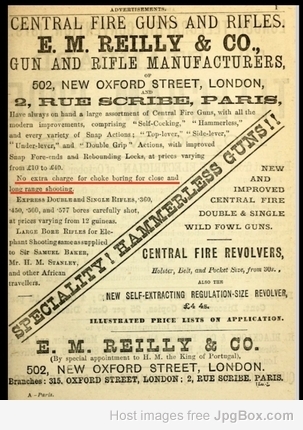 ADVERTISEMENTS. 1
CENTRAL FIRE GUNS AND RIFLES.
E. M. REILLY & CO.,
GUN AND RIFLE MANUFACTURERS,
OF
502, NEW OXFORD STREET, LONDON,
AND
2, RUE SCRIBE, PARIS,
Have always on hand a large assortment of Central Fire Guns, with all the
modern improvements, comprising "Self-Cocking," "Hammerless,"
and every variety of Snap Actions; "Top-lever," "Side-lever,"
"Under-lever," and "Double Grip" Actions, with improved
Snap Fore-ends and Rebounding Locks, at prices varying
from £10 to £40.
No extra charge for choke boring for close and
long range shooting.
EXPRESS DOUBLE AND SINGLE RIFLES, ·360,
·450, ·500, and ·577 bores carefully shot,
at prices varying from 12 guineas.
LARGE BORE RIFLES for Ele-
phant Shooting same as supplied
to Sir SAMUEL BAKER,
Mr. H. M. STANLEY,
and other African
travellers.
SPECIALITY! HAMMERLESS GUNS!!
NEW
AND
IMPROVED
CENTRAL FIRE
DOUBLE & SINGLE
WILD FOWL GUNS.
CENTRAL FIRE REVOLVERS,
Holster, Belt, and Pocket Size, from 30s.
ALSO THE
NEW SELF-EXTRACTING REGULATION-SIZE REVOLVER,
£4 4s.
ILLUSTRATED PRICE LISTS ON APPLICATION.
E. M. REILLY & CO.
(By special appointment to H. M. the King of Portugal),
502, NEW OXFORD STREET, LONDON.
Branches: 315, OXFORD STREET, LONDON; 2, RUE SCRIBE, PARIS.
A.—Paris.
Host images free at JpgBox.com